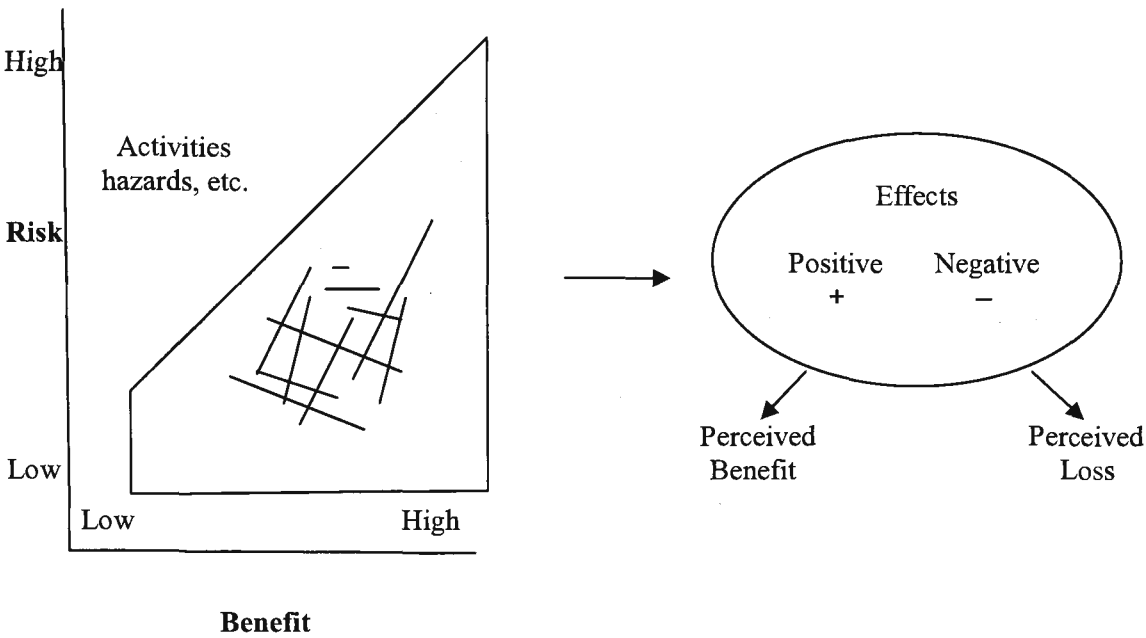 High
Activities
hazards, etc.
Risk
Low
Low High
Benefit
Effects
Positive Negative
+ –
Perceived
Benefit
Perceived
Loss